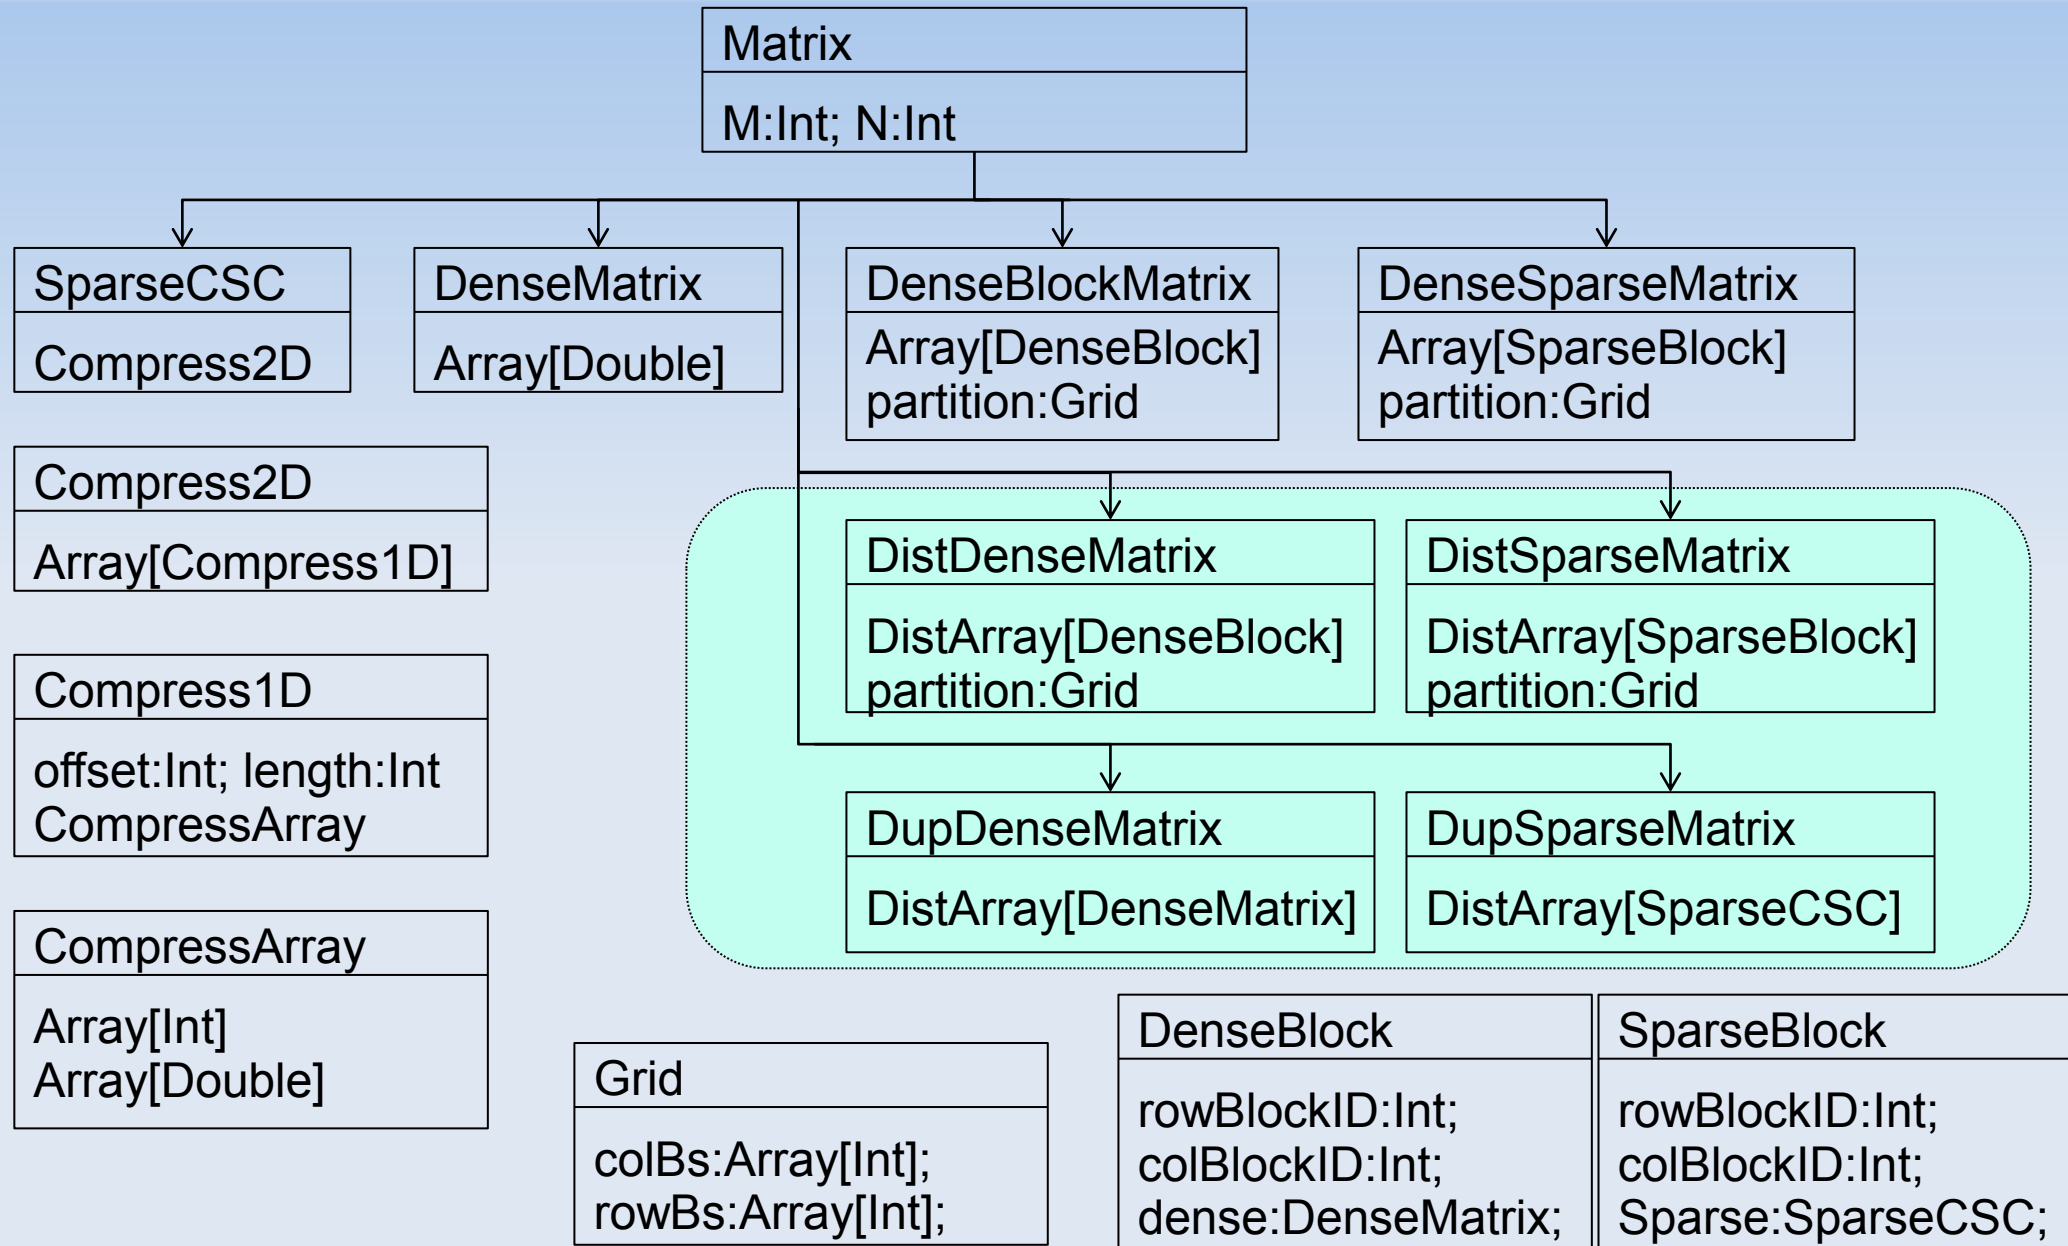 Matrix
M:Int; N:Int
SparseCSC
Compress2D
DenseMatrix
Array[Double]
DenseBlockMatrix
Array[DenseBlock]
partition:Grid
DenseSparseMatrix
Array[SparseBlock]
partition:Grid
Compress2D
Array[Compress1D]
Compress1D
offset:Int; length:Int
CompressArray
CompressArray
Array[Int]
Array[Double]
DistDenseMatrix
DistArray[DenseBlock]
partition:Grid
DistSparseMatrix
DistArray[SparseBlock]
partition:Grid
DupDenseMatrix
DistArray[DenseMatrix]
DupSparseMatrix
DistArray[SparseCSC]
Grid
colBs:Array[Int];
rowBs:Array[Int];
DenseBlock
rowBlockID:Int;
colBlockID:Int;
dense:DenseMatrix;
SparseBlock
rowBlockID:Int;
colBlockID:Int;
Sparse:SparseCSC;